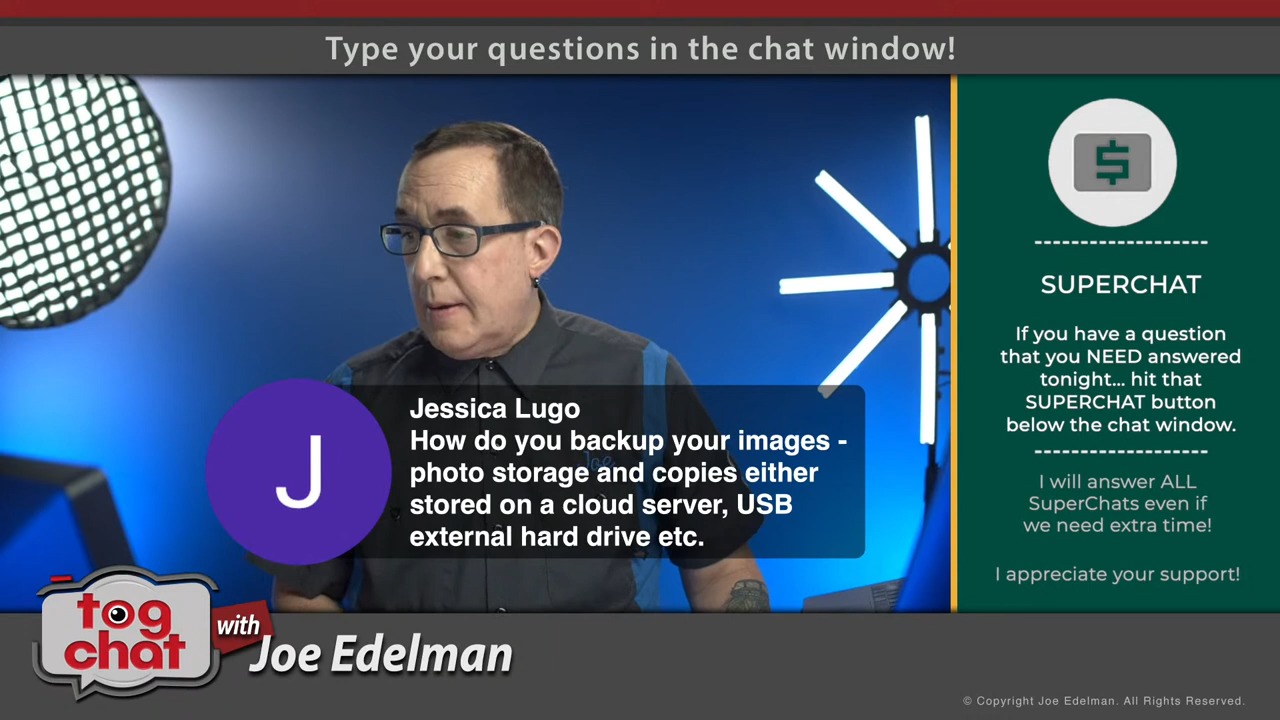 Type your questions in the chat window!
$
SUPERCHAT
If you have a question
that you NEED answered
tonight... hit that
SUPERCHAT button
below the chat window.
I will answer ALL
SuperChats even if
we need extra time!
I appreciate your support!
J
Jessica Lugo
How do you backup your images -
photo storage and copies either
stored on a cloud server, USB
external hard drive etc.
Joe
tog
chat
with
Joe Edelman
© Copyright Joe Edelman. All Rights Reserved.